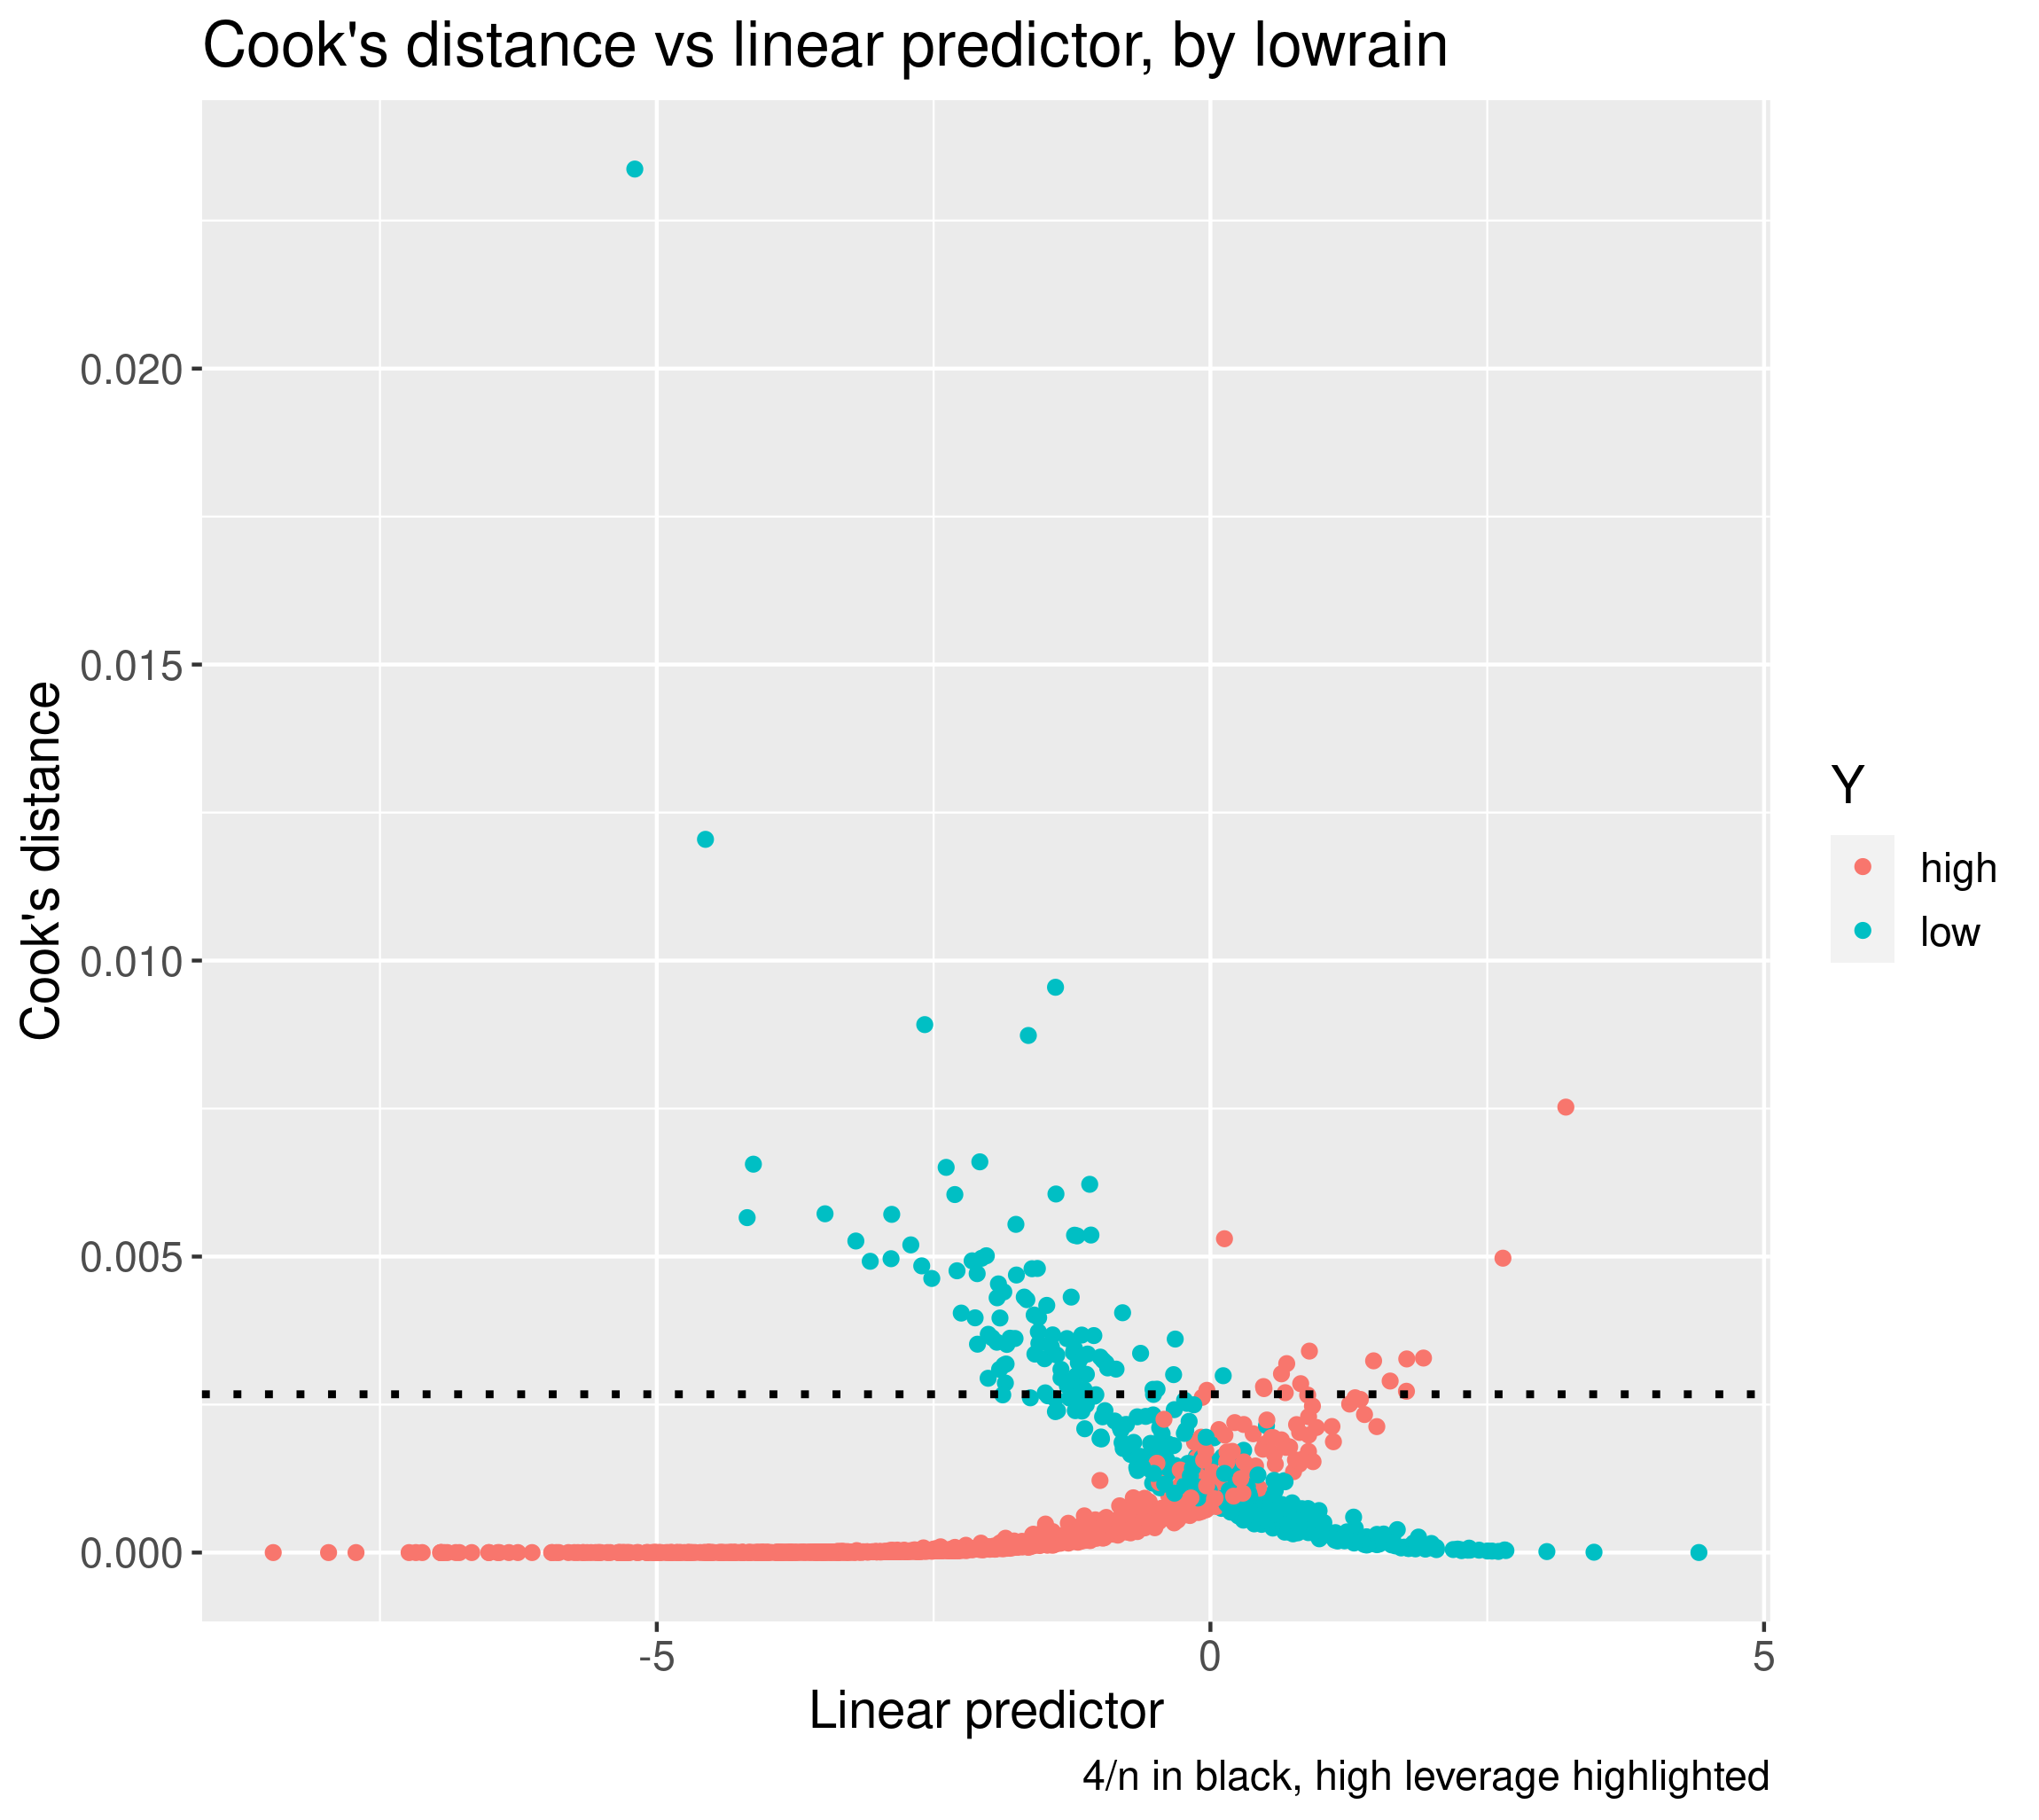 Cook's distance vs linear predictor, by lowrain
Cook's distance
0.020
0.015
0.010
0.005
0.000
-5
0
5
Linear predictor
4/n in black, high leverage highlighted
Y
high
low